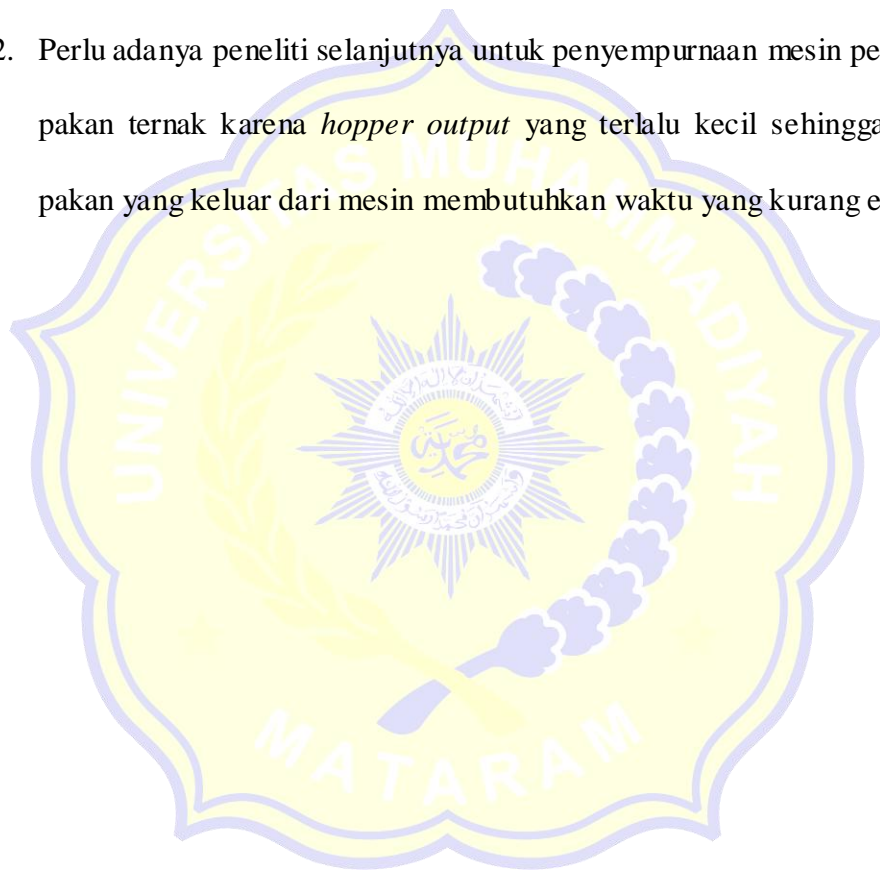 2. Perlu adanya peneliti selanjutnya untuk penyempurnaan mesin pe
pakan ternak karena hopper output yang terlalu kecil sehingga
pakan yang keluar dari mesin membutuhkan waktu yang kurang e
UNIVERSITAS MUHAMMADIYAH
MATARAM